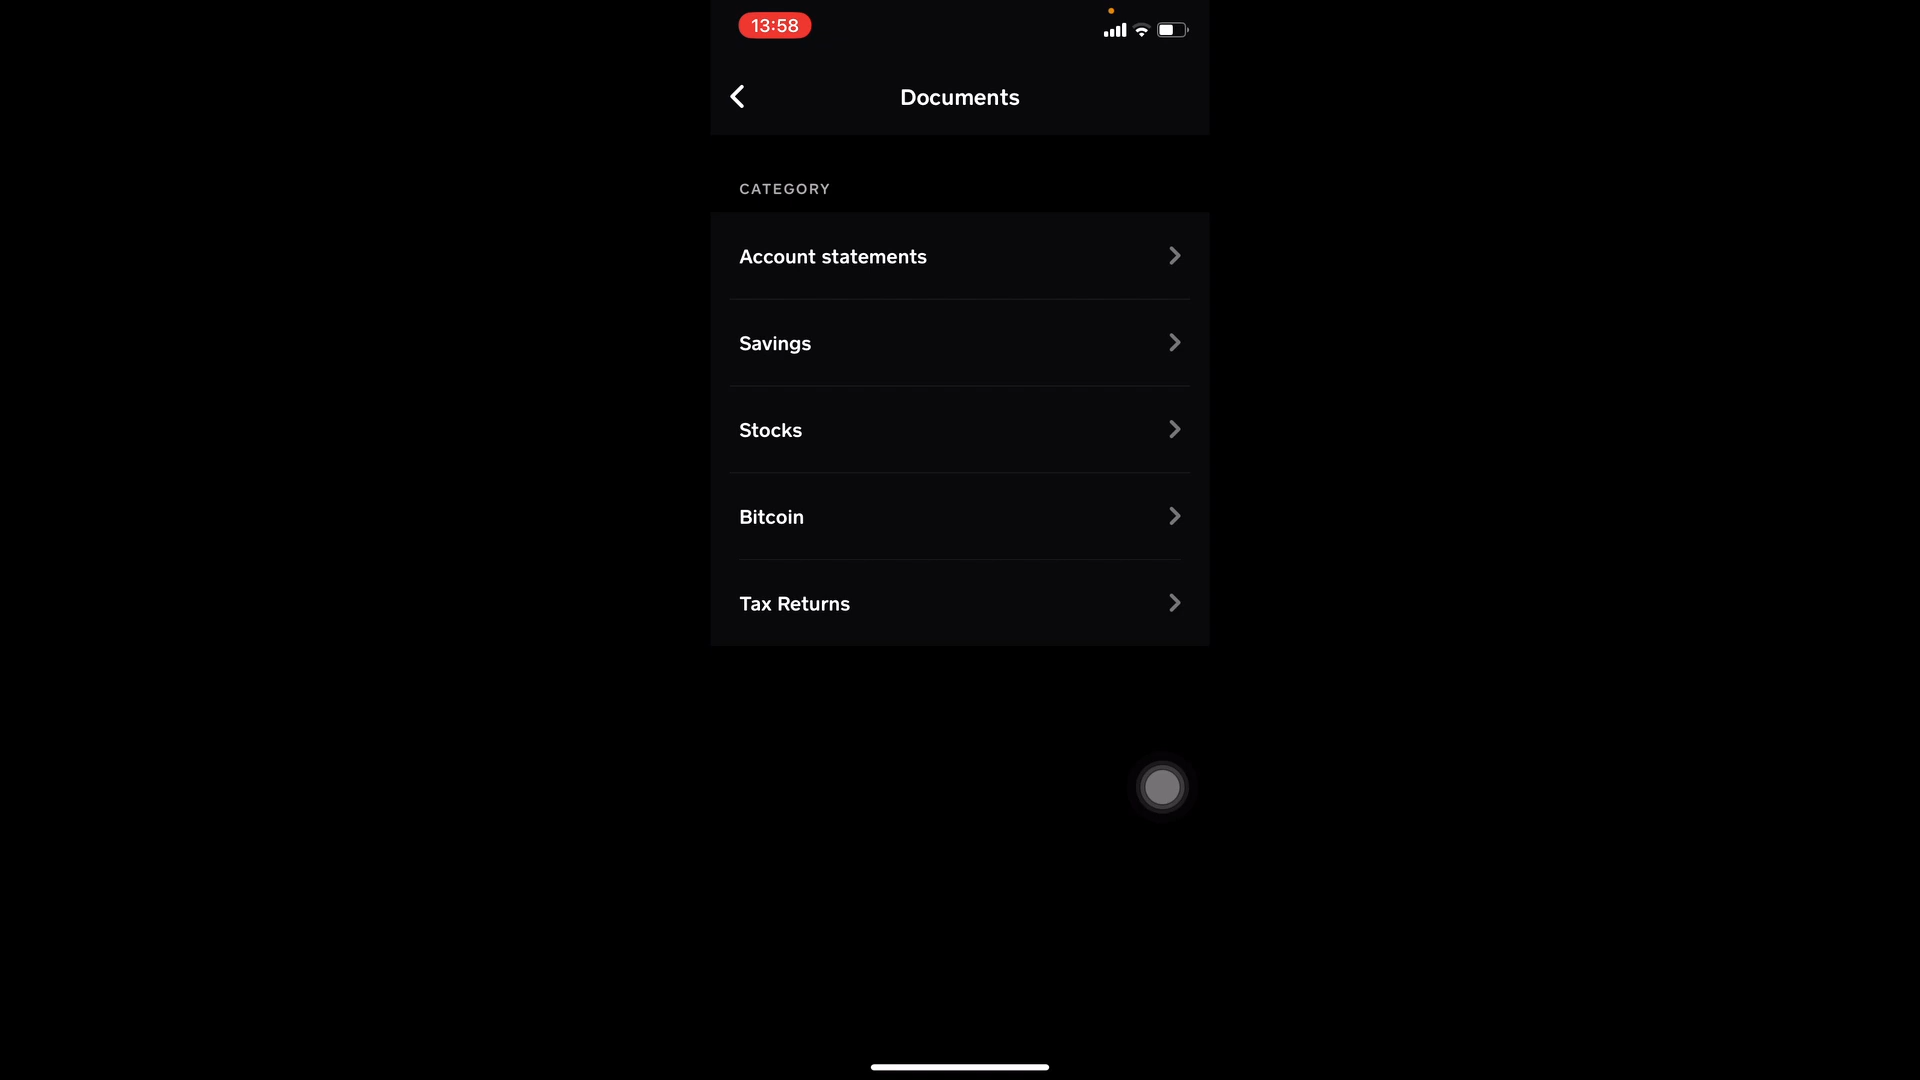 13:58
Documents
CATEGORY
Account statements
Savings
Stocks
Bitcoin
Tax Returns